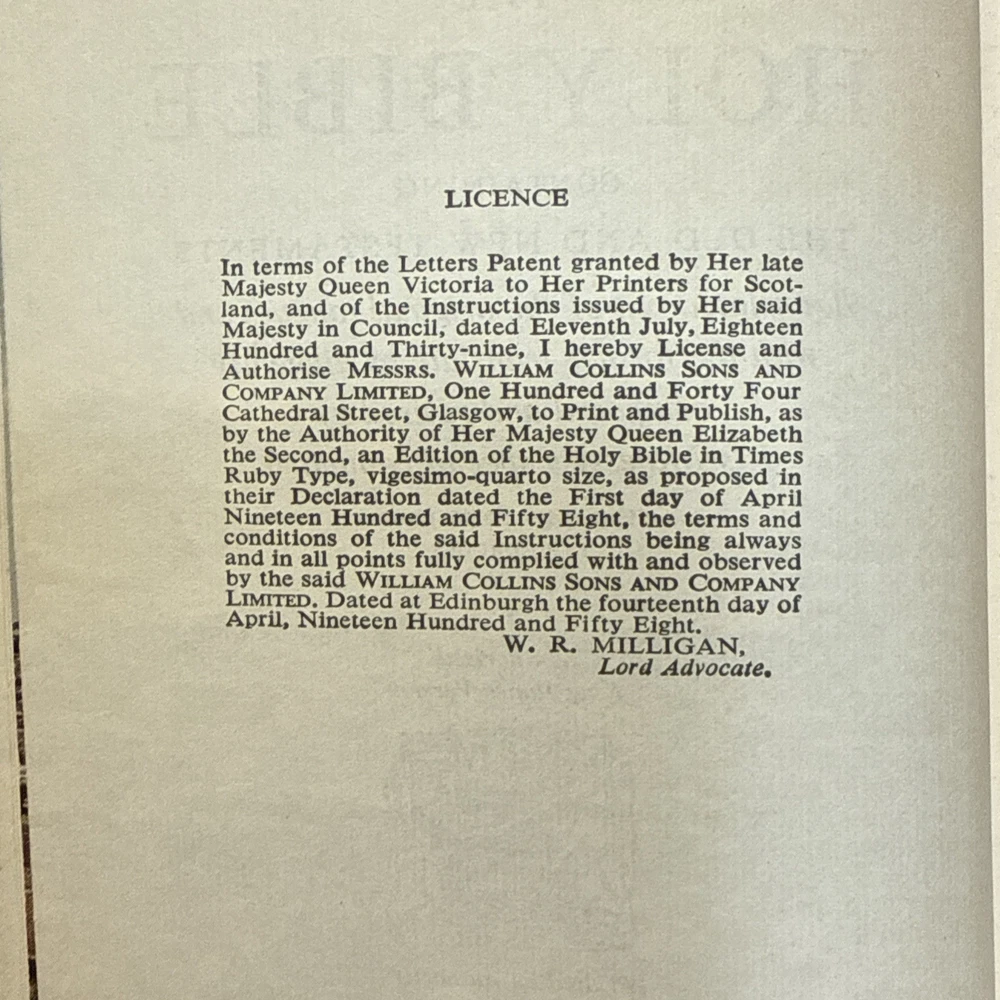 LICENCE
In terms of the Letters Patent granted by Her late
Majesty Queen Victoria to Her Printers for Scot-
land, and of the Instructions issued by Her said
Majesty in Council, dated Eleventh July, Eighteen
Hundred and Thirty-nine, I hereby License and
Authorise MESSRS. WILLIAM COLLINS SONS AND
COMPANY LIMITED, One Hundred and Forty Four
Cathedral Street, Glasgow, to Print and Publish, as
by the Authority of Her Majesty Queen Elizabeth
the Second, an Edition of the Holy Bible in Times
Ruby Type, vigesimo-quarto size, as proposed in
their Declaration dated the First day of April
Nineteen Hundred and Fifty Eight, the terms and
conditions of the said Instructions being always
and in all points fully complied with and observed
by the said WILLIAM COLLINS SONS AND COMPANY
LIMITED. Dated at Edinburgh the fourteenth day of
April, Nineteen Hundred and Fifty Eight.
W. R. MILLIGAN,
Lord Advocate.